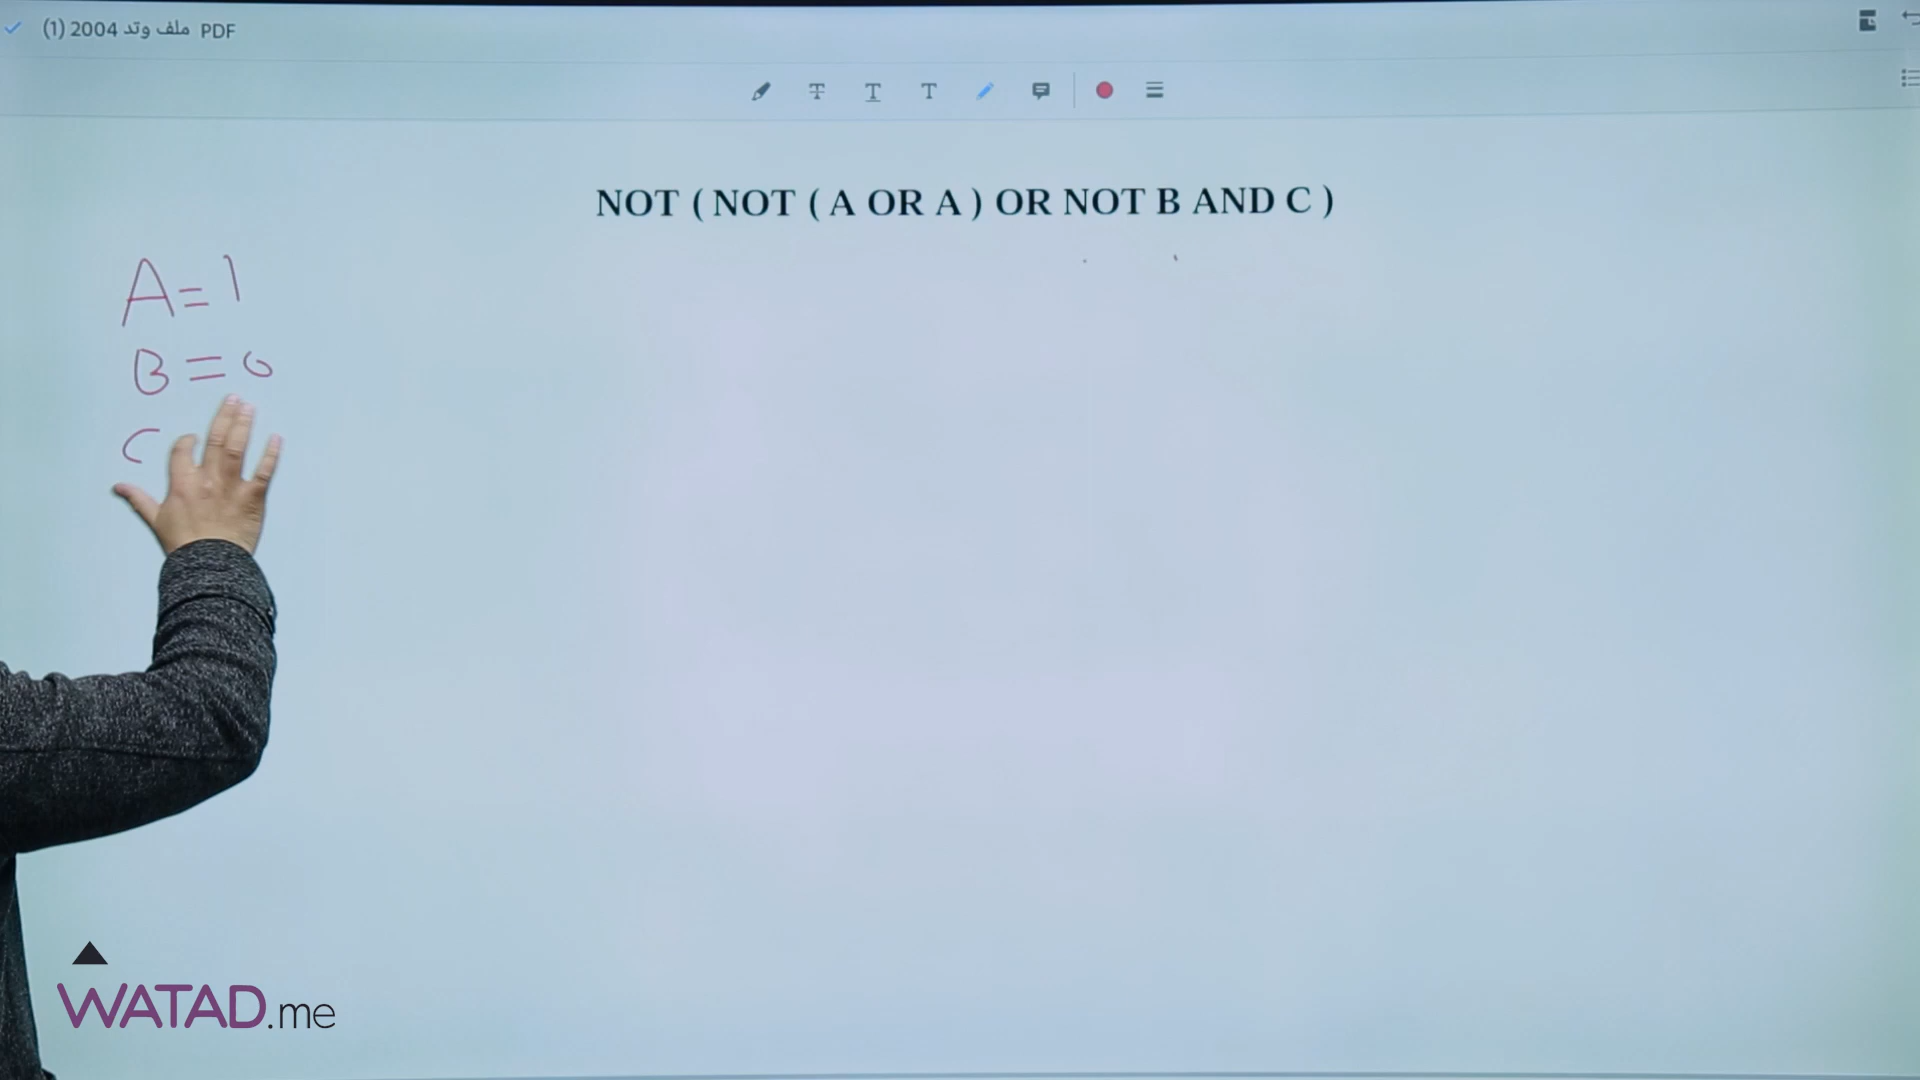 ملف وتد 2004 (1) PDF
NOT ( NOT ( A OR A ) OR NOT B AND C )
A = 1
B = 0
C
WATAD.me